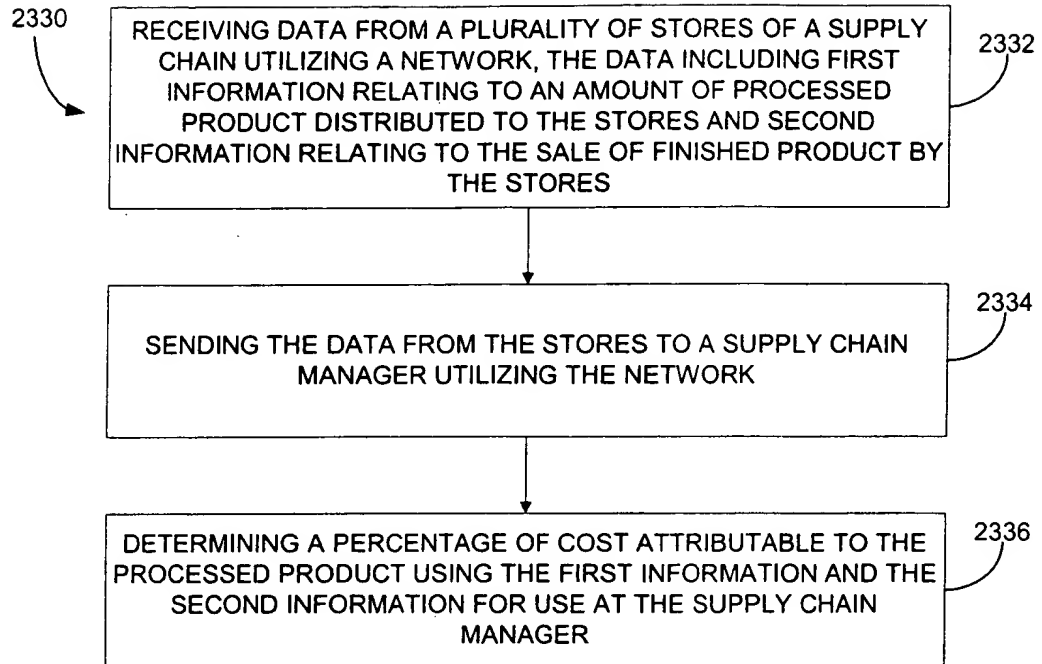 2330
RECEIVING DATA FROM A PLURALITY OF STORES OF A SUPPLY
CHAIN UTILIZING A NETWORK, THE DATA INCLUDING FIRST
INFORMATION RELATING TO AN AMOUNT OF PROCESSED
PRODUCT DISTRIBUTED TO THE STORES AND SECOND
INFORMATION RELATING TO THE SALE OF FINISHED PRODUCT BY
THE STORES
2332
SENDING THE DATA FROM THE STORES TO A SUPPLY CHAIN
MANAGER UTILIZING THE NETWORK
2334
DETERMINING A PERCENTAGE OF COST ATTRIBUTABLE TO THE
PROCESSED PRODUCT USING THE FIRST INFORMATION AND THE
SECOND INFORMATION FOR USE AT THE SUPPLY CHAIN
MANAGER
2336